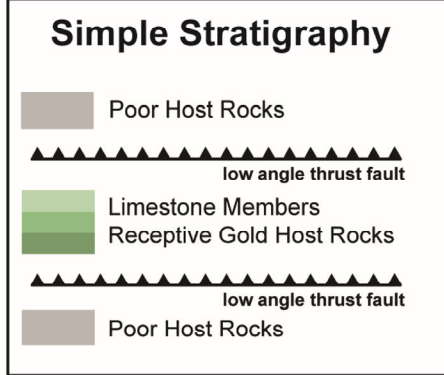 Simple Stratigraphy
Poor Host Rocks
low angle thrust fault
Limestone Members
Receptive Gold Host Rocks
low angle thrust fault
Poor Host Rocks